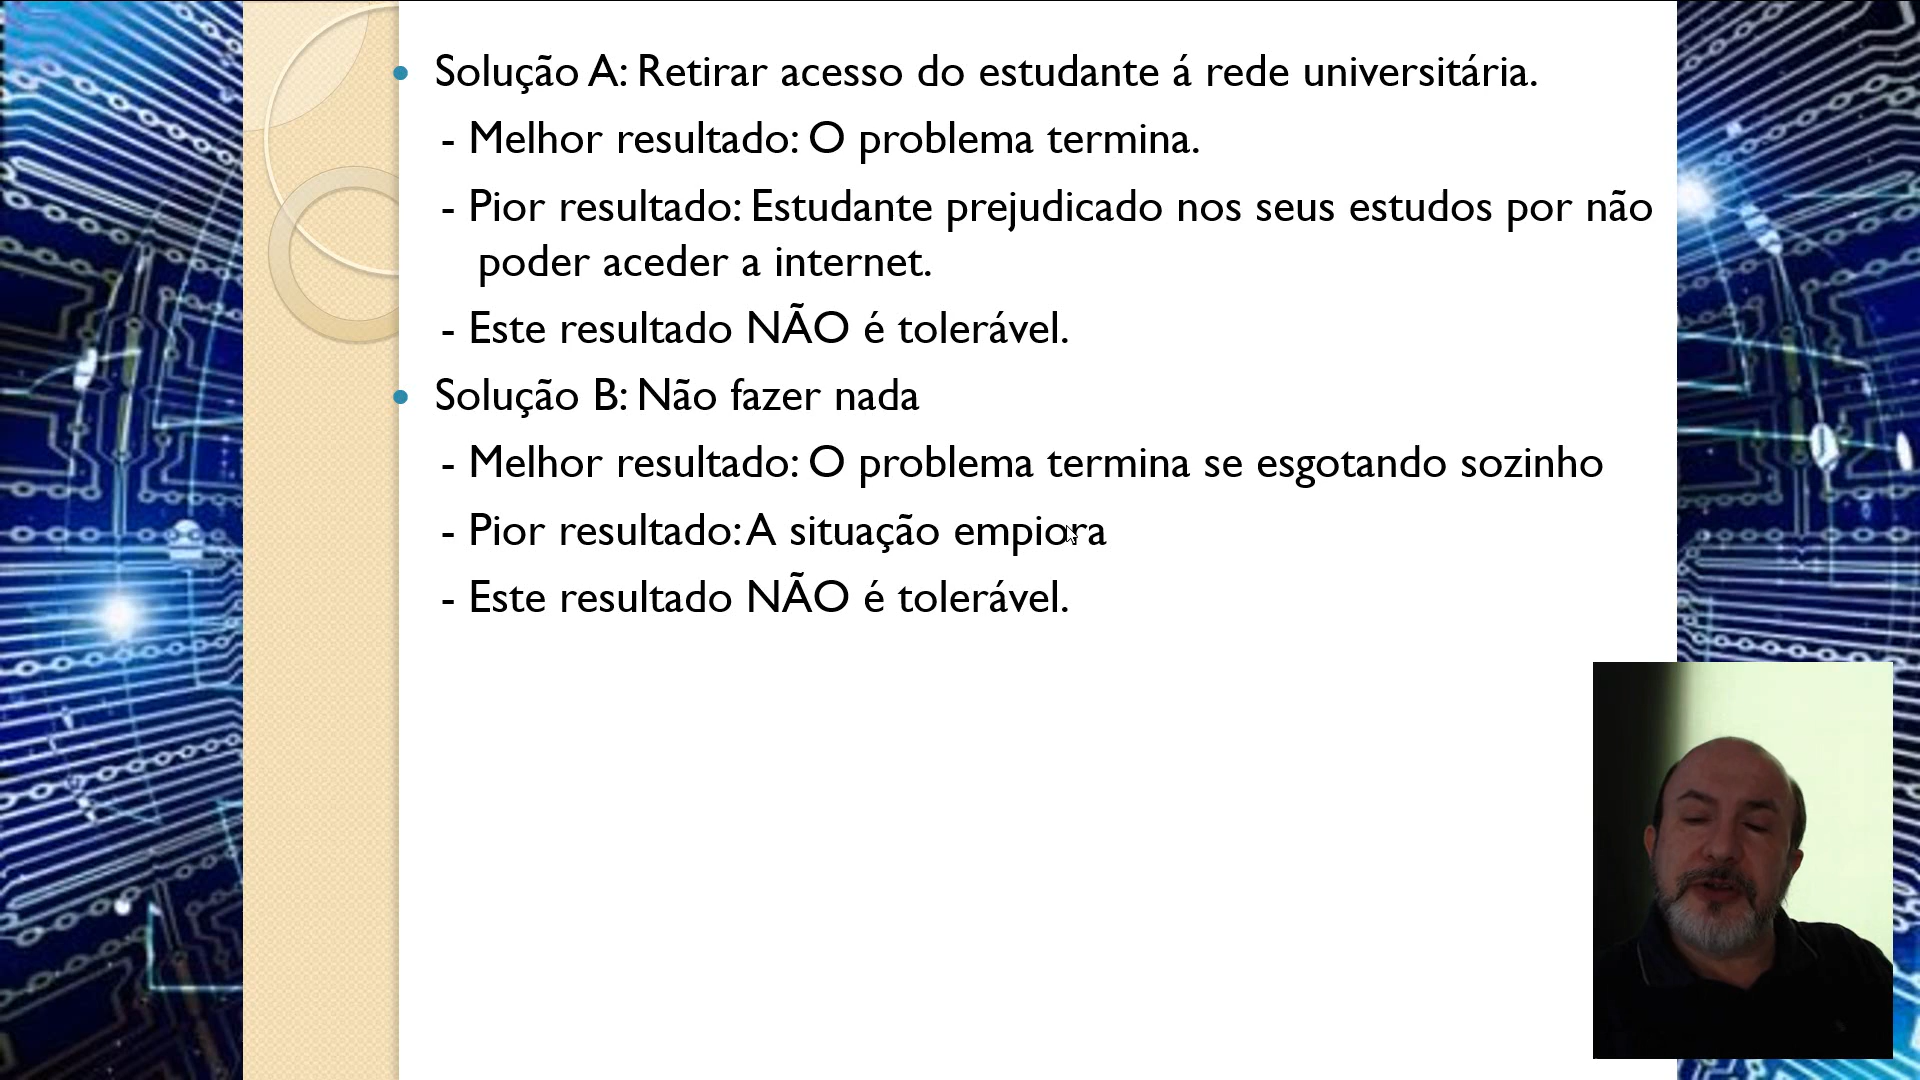 • Solução A: Retirar acesso do estudante á rede universitária.
- Melhor resultado: O problema termina.
- Pior resultado: Estudante prejudicado nos seus estudos por não
poder aceder a internet.
- Este resultado NÃO é tolerável.
• Solução B: Não fazer nada
- Melhor resultado: O problema termina se esgotando sozinho
- Pior resultado: A situação empiora
- Este resultado NÃO é tolerável.